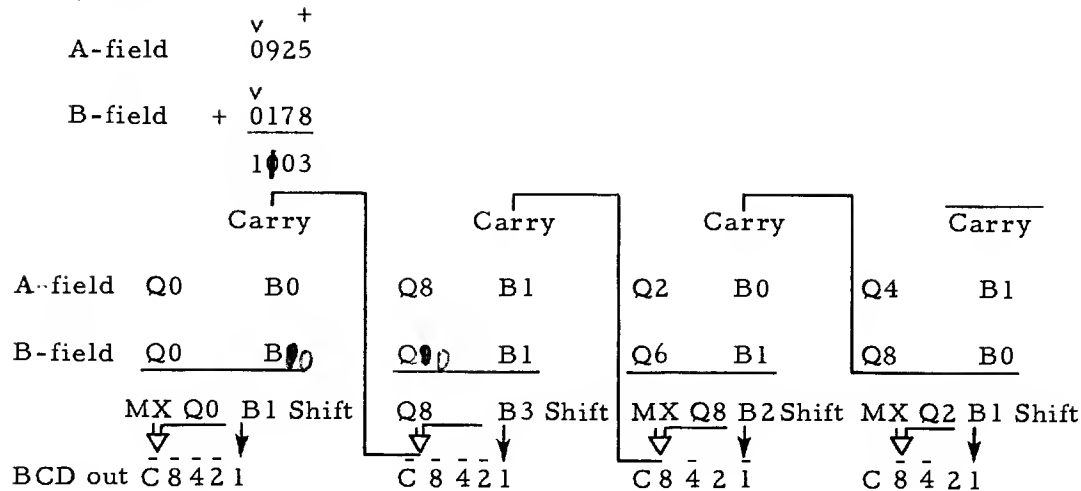 v +
A-field 0925
v
B-field + 0178
1003
Carry Carry Carry Carry
A-field Q0 B0 Q8 B1 Q2 B0 Q4 B1
B-field Q0 B0 Q0 B1 Q6 B1 Q8 B0
MX Q0 B1 Shift Q8 B3 Shift MX Q8 B2 Shift MX Q2 B1 Shift
BCD out C 8 4 2 1 C 8 4 2 1 C 8 4 2 1 C 8 4 2 1